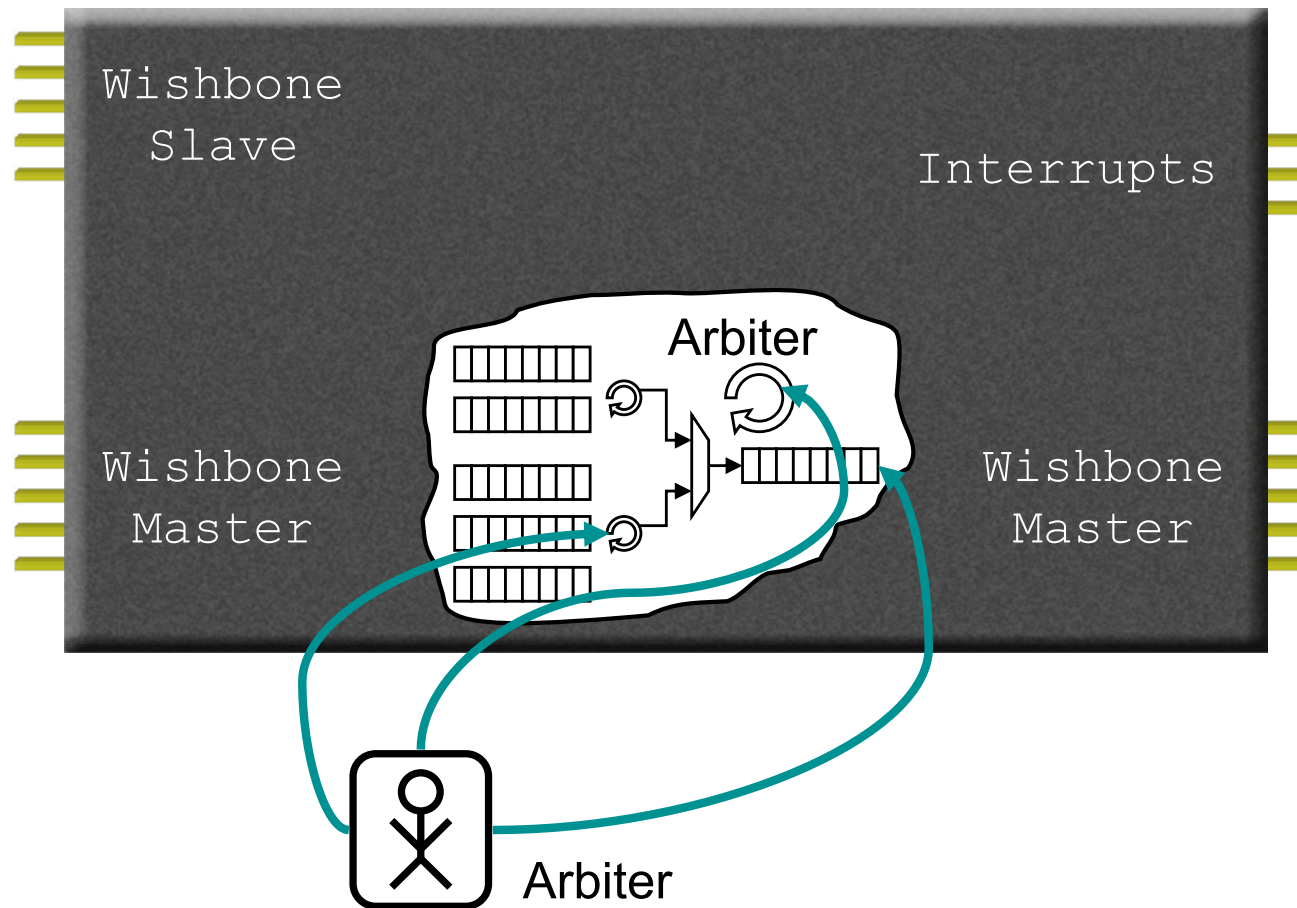 Wishbone
Slave
Interrupts
Arbiter
Wishbone
Master
Wishbone
Master
Arbiter